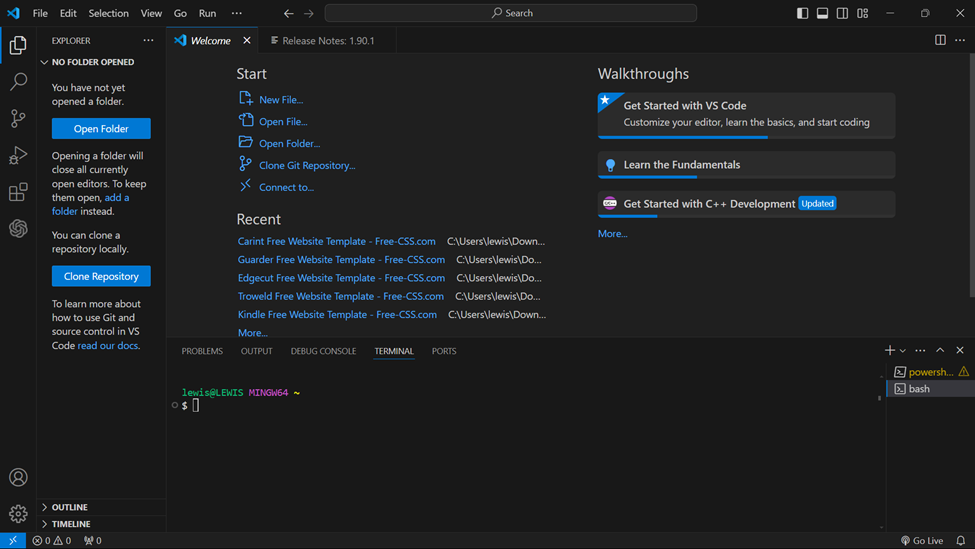 File Edit Selection View Go Run ··· Search
EXPLORER ···
NO FOLDER OPENED
You have not yet
opened a folder.
Open Folder
Opening a folder will
close all currently
open editors. To keep
them open, add a
folder instead.
You can clone a
repository locally.
Clone Repository
To learn more about
how to use Git and
source control in VS
Code read our docs.
OUTLINE
TIMELINE
Welcome
Release Notes: 1.90.1
Start
New File...
Open File...
Open Folder...
Clone Git Repository...
Connect to...
Recent
Carint Free Website Template - Free-CSS.com C:\Users\lewis\Down...
Guarder Free Website Template - Free-CSS.com C:\Users\lewis\Do...
Edgecut Free Website Template - Free-CSS.com C:\Users\lewis\Do...
Troweld Free Website Template - Free-CSS.com C:\Users\lewis\Do...
Kindle Free Website Template - Free-CSS.com C:\Users\lewis\Down...
More...
Walkthroughs
Get Started with VS Code
Customize your editor, learn the basics, and start coding
Learn the Fundamentals
Get Started with C++ Development Updated
More...
PROBLEMS OUTPUT DEBUG CONSOLE TERMINAL PORTS
lewis@LEWIS MINGW64 ~
$
powersh...
bash
0 0 0 Go Live